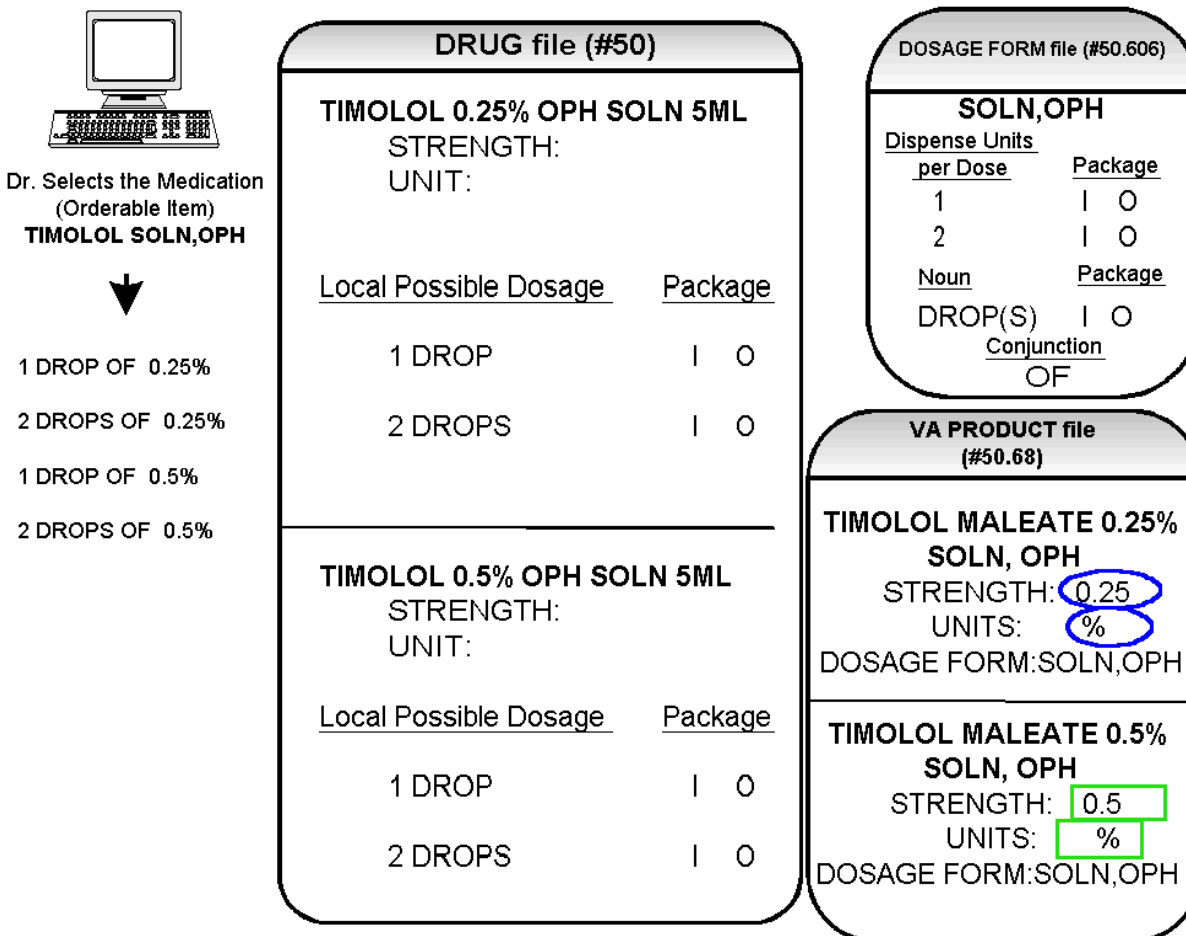 Dr. Selects the Medication
(Orderable Item)
TIMOLOL SOLN,OPH
1 DROP OF 0.25%
2 DROPS OF 0.25%
1 DROP OF 0.5%
2 DROPS OF 0.5%
DRUG file (#50)
TIMOLOL 0.25% OPH SOLN 5ML
STRENGTH:
UNIT:
Local Possible Dosage Package
1 DROP I O
2 DROPS I O
TIMOLOL 0.5% OPH SOLN 5ML
STRENGTH:
UNIT:
Local Possible Dosage Package
1 DROP I O
2 DROPS I O
DOSAGE FORM file (#50.606)
SOLN,OPH
Dispense Units
per Dose Package
1 I O
2 I O
Noun Package
DROP(S) I O
Conjunction
OF
VA PRODUCT file
(#50.68)
TIMOLOL MALEATE 0.25%
SOLN, OPH
STRENGTH: 0.25
UNITS: %
DOSAGE FORM:SOLN,OPH
TIMOLOL MALEATE 0.5%
SOLN, OPH
STRENGTH: 0.5
UNITS: %
DOSAGE FORM:SOLN,OPH